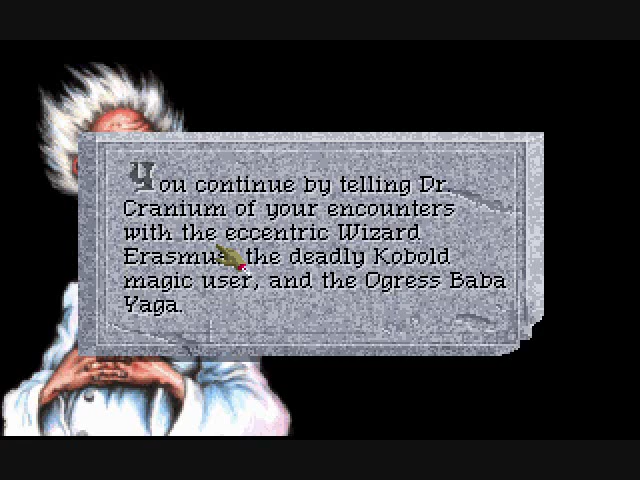 You continue by telling Dr.
Cranium of your encounters
with the eccentric Wizard
Erasmus, the deadly Kobold
magic user, and the Ogress Baba
Yaga.